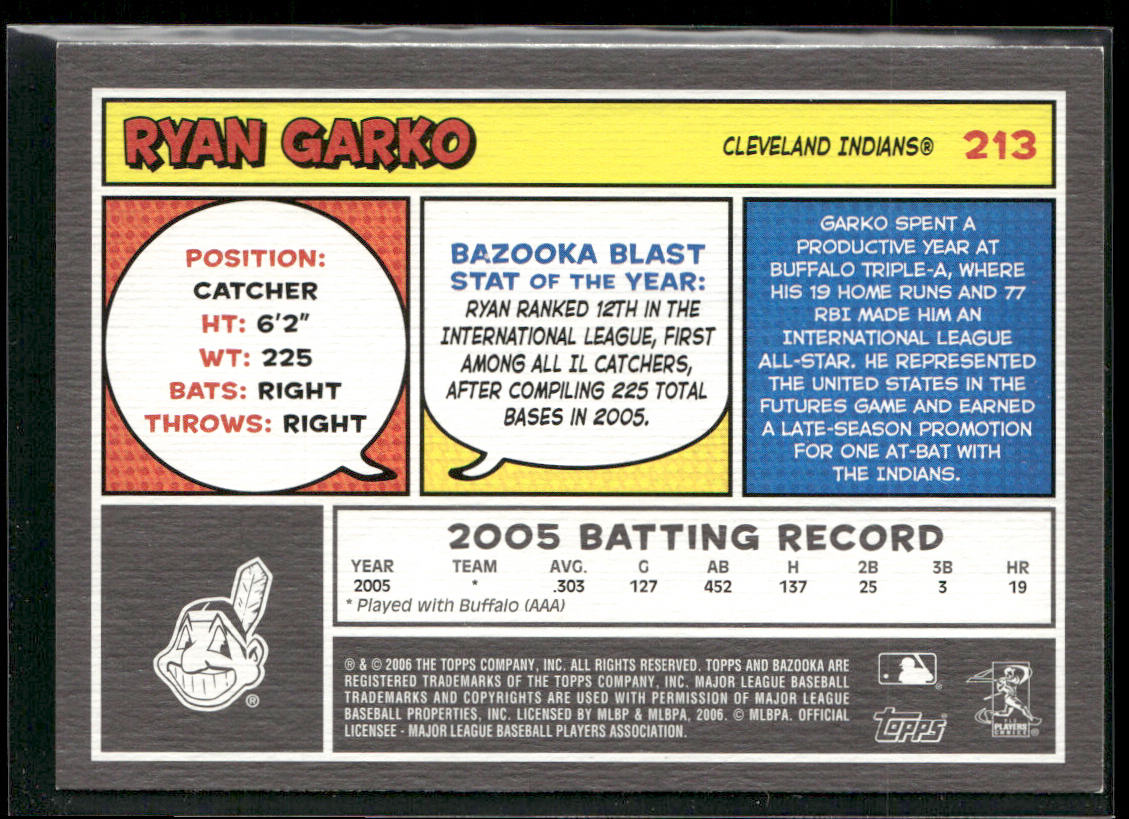 RYAN GARKO
CLEVELAND INDIANS® 213
POSITION:
CATCHER
HT: 6'2"
WT: 225
BATS: RIGHT
THROWS: RIGHT
BAZOOKA BLAST
STAT OF THE YEAR:
RYAN RANKED 12TH IN THE
INTERNATIONAL LEAGUE, FIRST
AMONG ALL IL CATCHERS,
AFTER COMPILING 225 TOTAL
BASES IN 2005.
GARKO SPENT A
PRODUCTIVE YEAR AT
BUFFALO TRIPLE-A, WHERE
HIS 19 HOME RUNS AND 77
RBI MADE HIM AN
INTERNATIONAL LEAGUE
ALL-STAR. HE REPRESENTED
THE UNITED STATES IN THE
FUTURES GAME AND EARNED
A LATE-SEASON PROMOTION
FOR ONE AT-BAT WITH
THE INDIANS.
2005 BATTING RECORD
YEAR TEAM AVG. G AB H 2B 3B HR
2005 * .303 127 452 137 25 3 19
* Played with Buffalo (AAA)
®
® & © 2006 THE TOPPS COMPANY, INC. ALL RIGHTS RESERVED. TOPPS AND BAZOOKA ARE
REGISTERED TRADEMARKS OF THE TOPPS COMPANY, INC. MAJOR LEAGUE BASEBALL
TRADEMARKS AND COPYRIGHTS ARE USED WITH PERMISSION OF MAJOR LEAGUE
BASEBALL PROPERTIES, INC. LICENSED BY MLBP & MLBPA, 2006. © MLBPA. OFFICIAL
LICENSEE - MAJOR LEAGUE BASEBALL PLAYERS ASSOCIATION.
Topps
PLAYERS
CHOICE